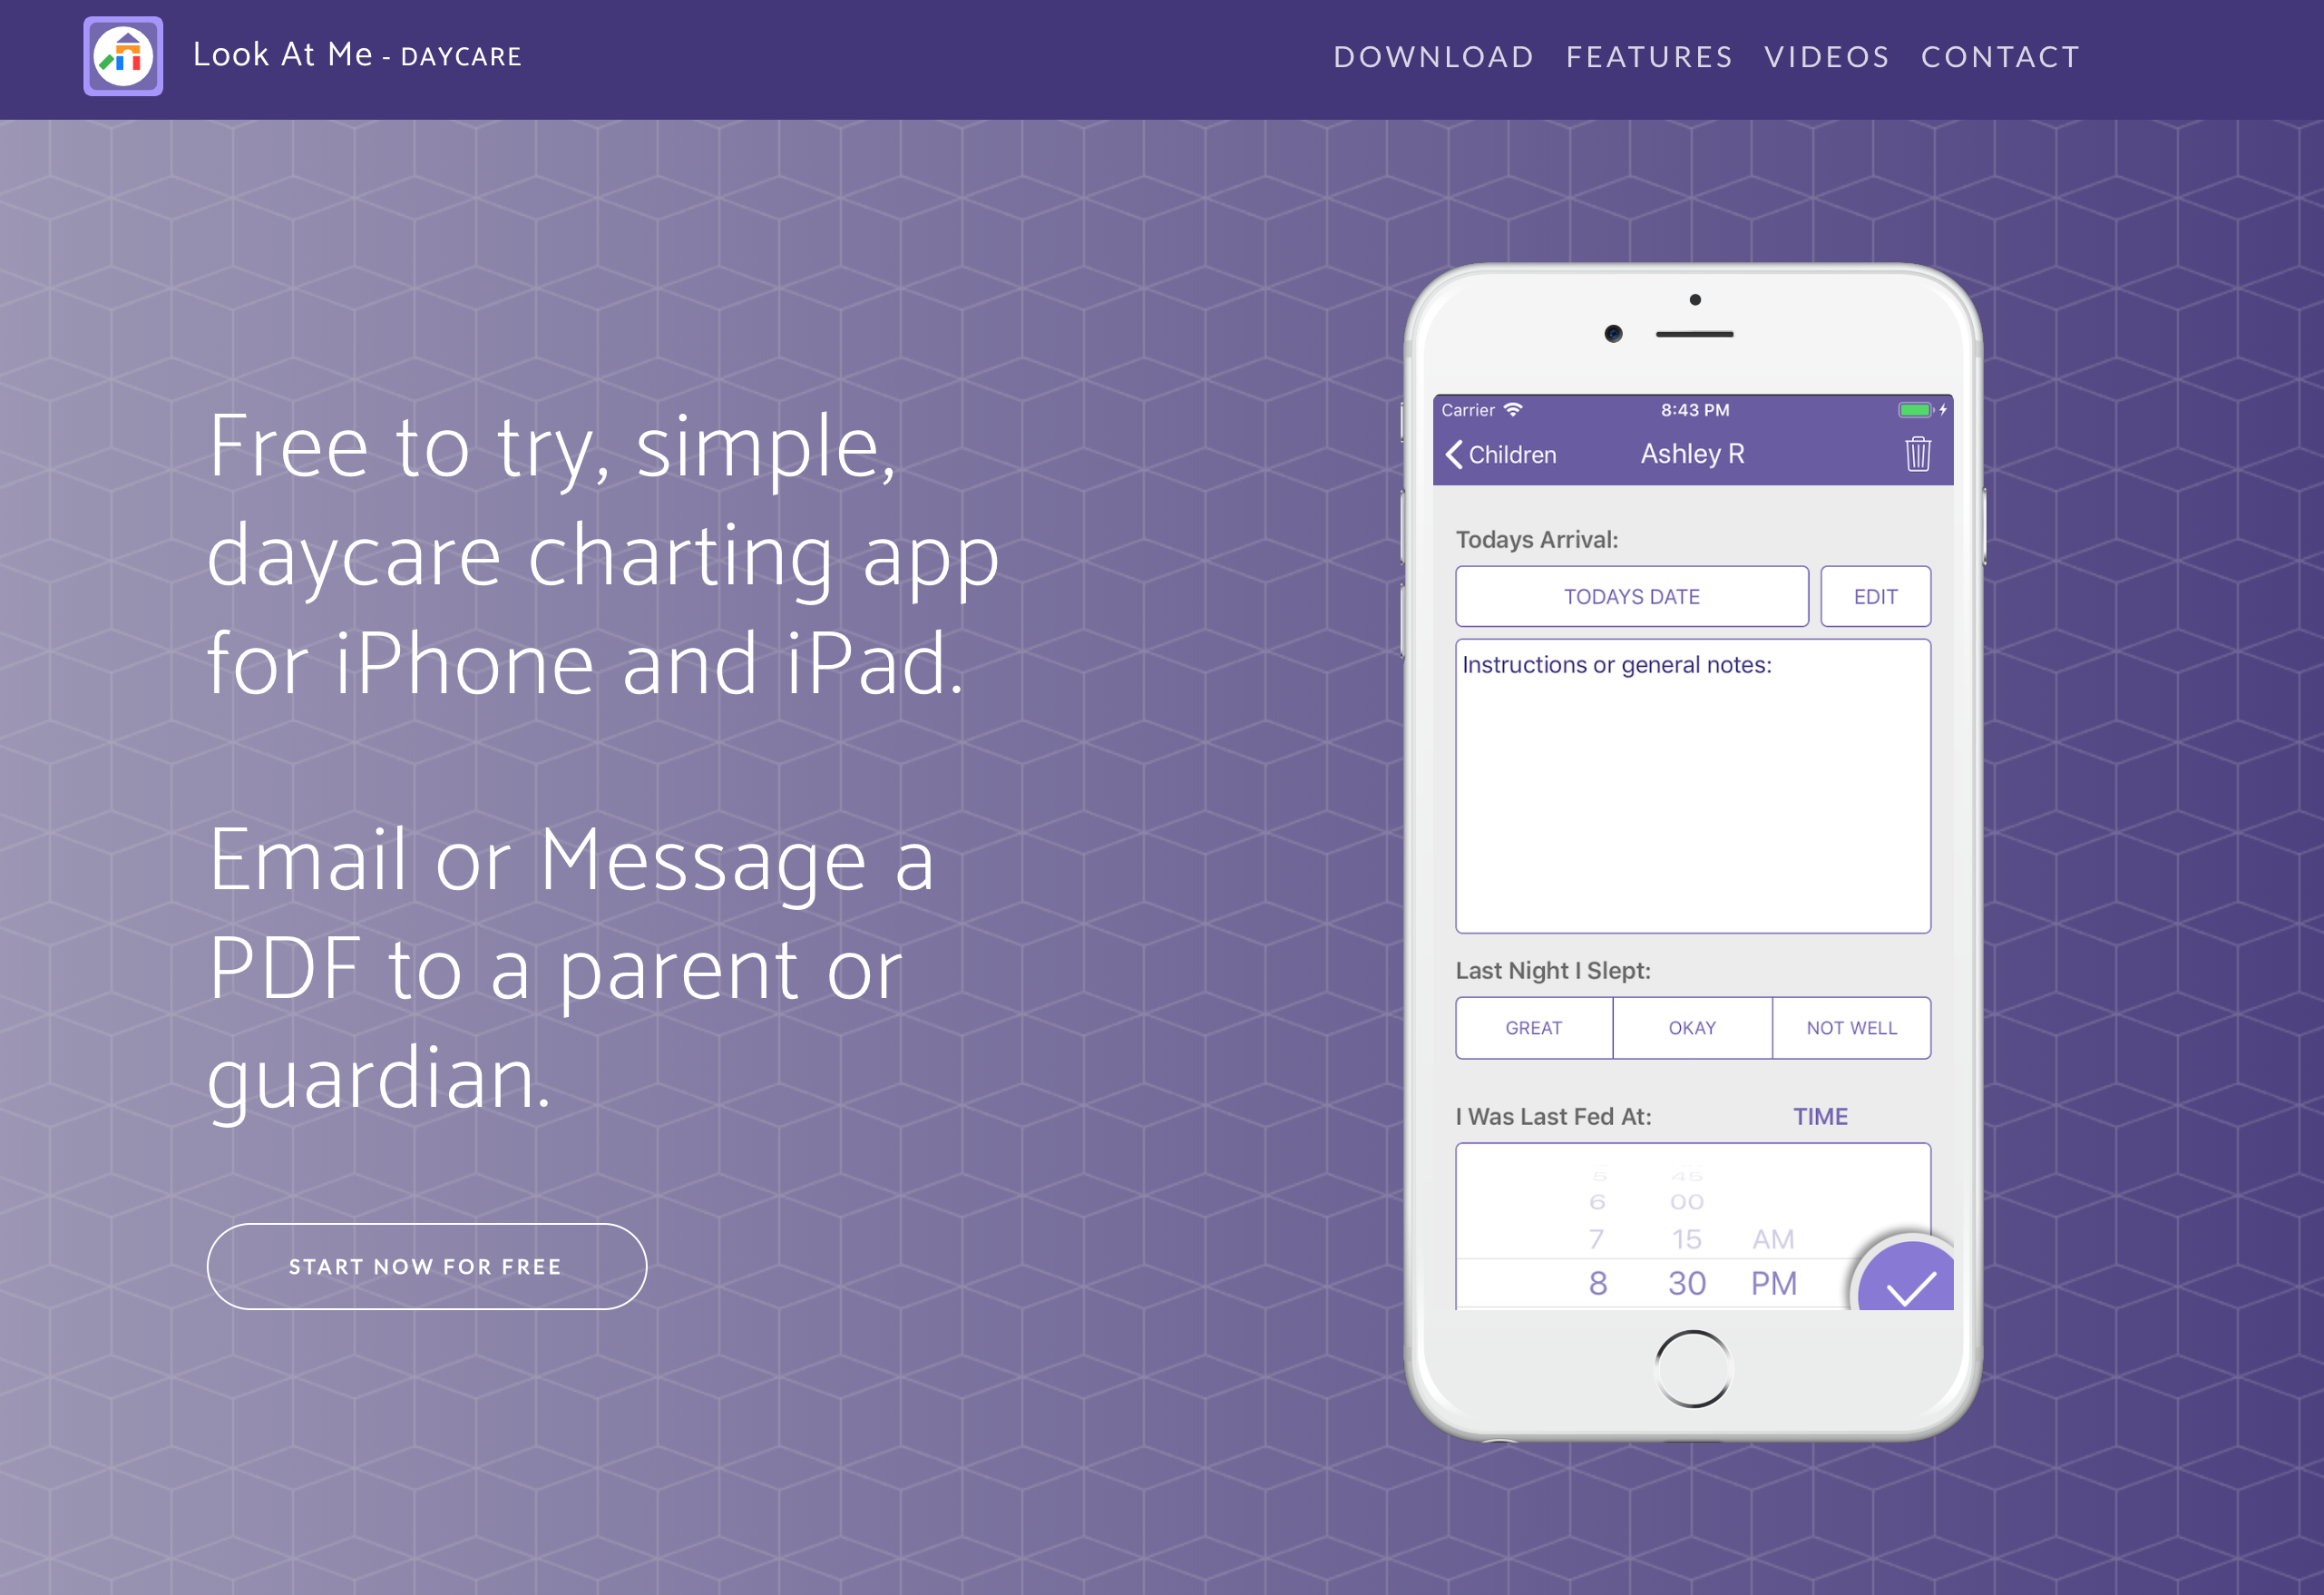 Look At Me - DAYCARE
DOWNLOAD FEATURES VIDEOS CONTACT
Free to try, simple,
daycare charting app
for iPhone and iPad.
Email or Message a
PDF to a parent or
guardian.
START NOW FOR FREE
Carrier 8:43 PM
Children Ashley R
Todays Arrival:
TODAYS DATE EDIT
Instructions or general notes:
Last Night I Slept:
GREAT OKAY NOT WELL
I Was Last Fed At: TIME
5 45
6 00
7 15 AM
8 30 PM